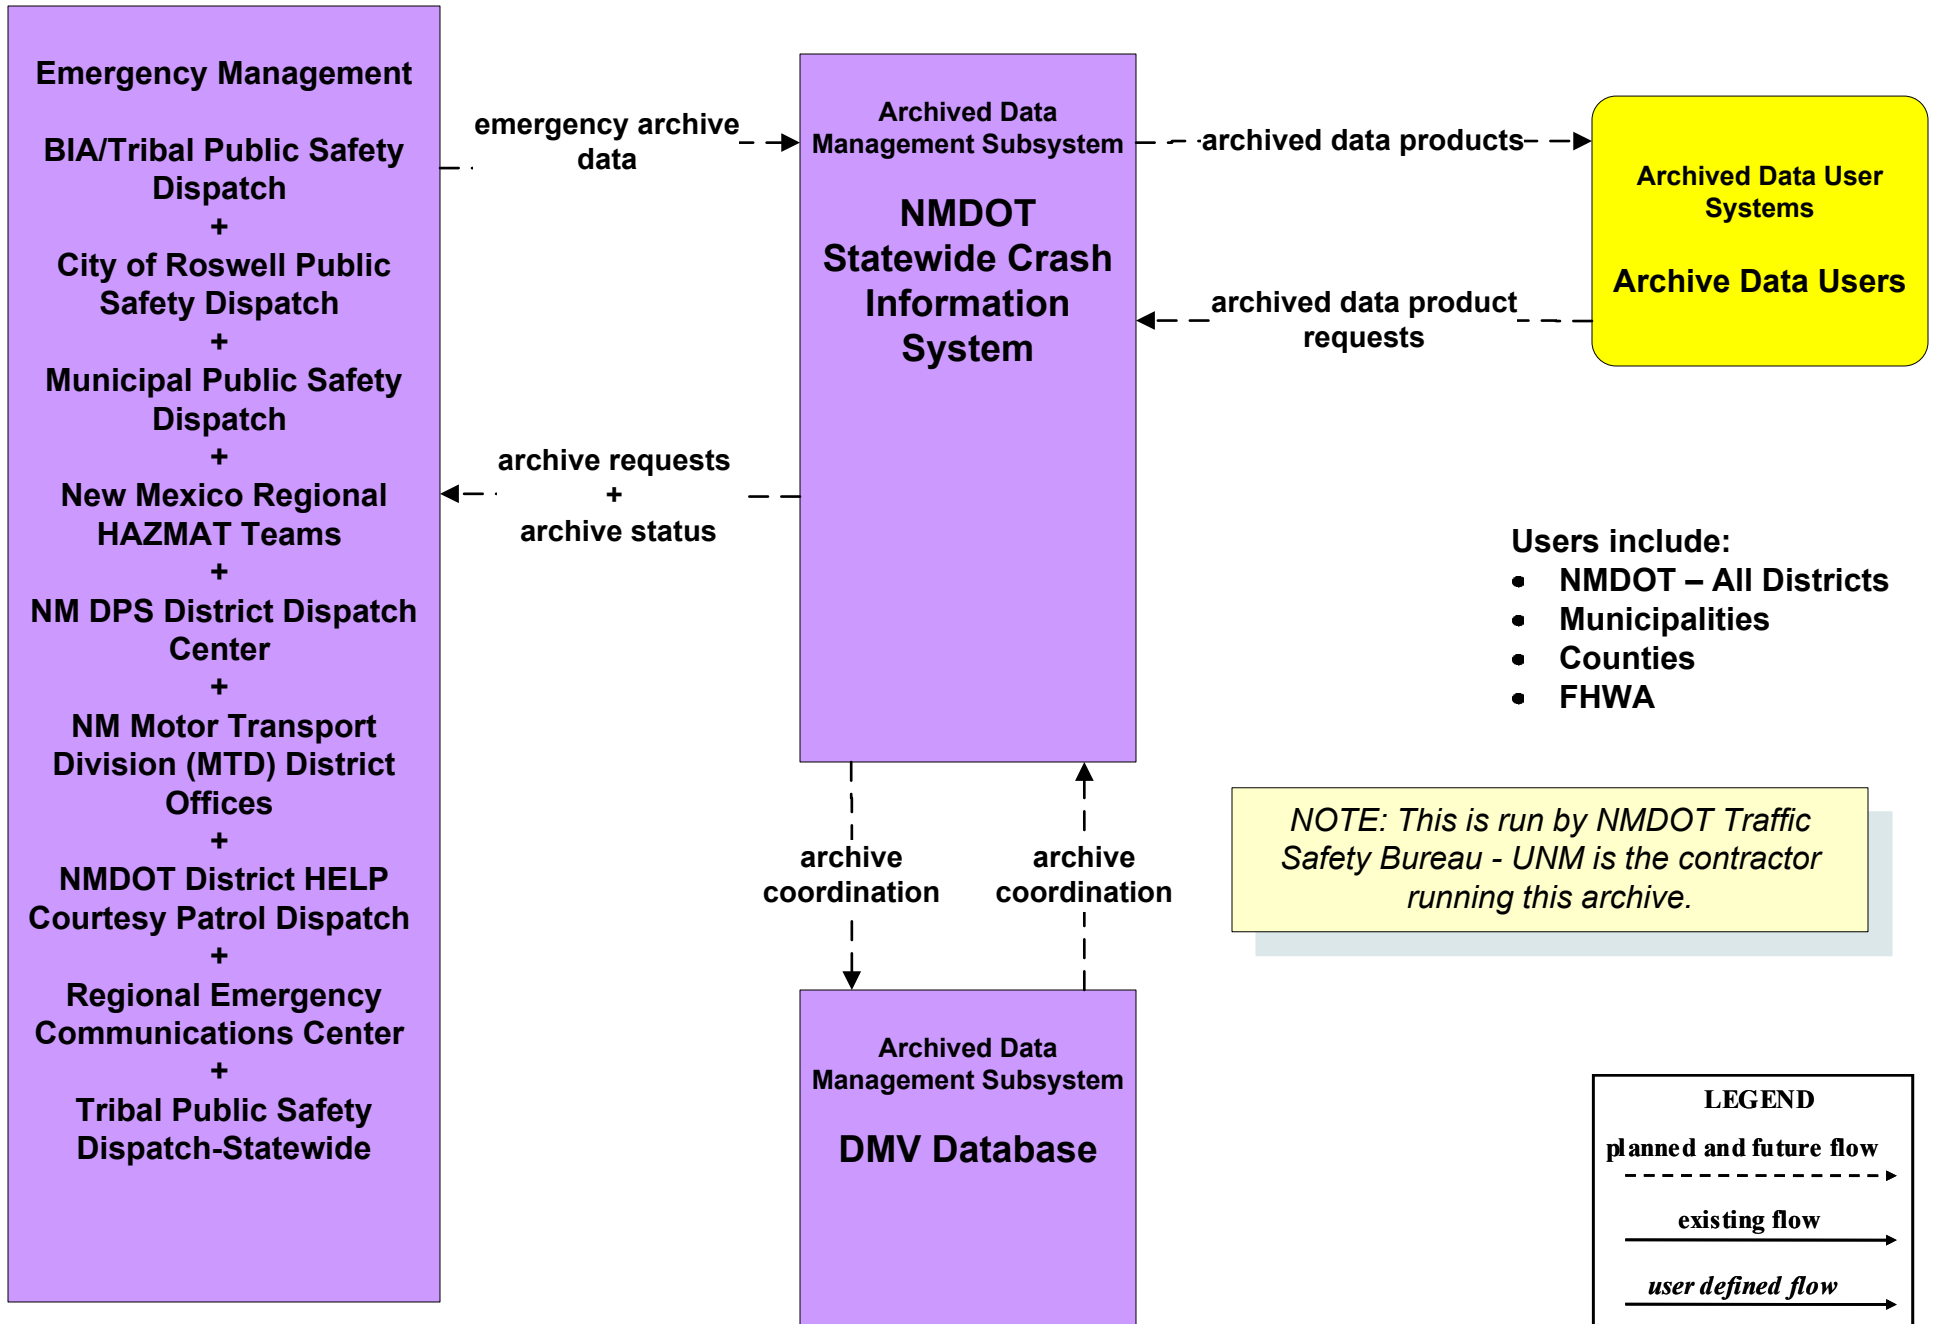 Emergency Management
BIA/Tribal Public Safety
Dispatch
+
City of Roswell Public
Safety Dispatch
+
Municipal Public Safety
Dispatch
+
New Mexico Regional
HAZMAT Teams
+
NM DPS District Dispatch
Center
+
NM Motor Transport
Division (MTD) District
Offices
+
NMDOT District HELP
Courtesy Patrol Dispatch
+
Regional Emergency
Communications Center
+
Tribal Public Safety
Dispatch-Statewide
emergency archive
data
archive requests
+
archive status
Archived Data
Management Subsystem
NMDOT
Statewide Crash
Information
System
archived data products
archived data product
requests
Archived Data User
Systems
Archive Data Users
Users include:
• NMDOT – All Districts
• Municipalities
• Counties
• FHWA
NOTE: This is run by NMDOT Traffic
Safety Bureau - UNM is the contractor
running this archive.
archive
coordination
archive
coordination
Archived Data
Management Subsystem
DMV Database
LEGEND
planned and future flow
existing flow
user defined flow